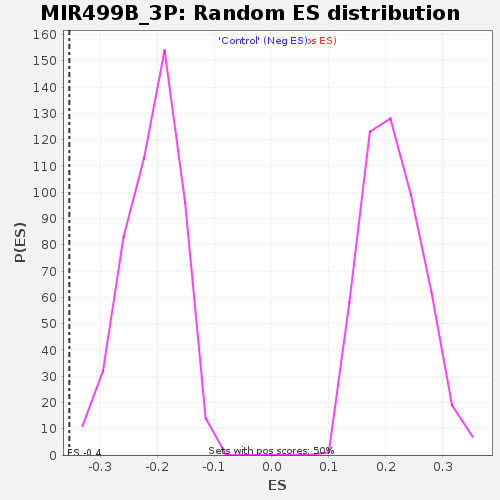 MIR499B_3P: Random ES distribution
'Control' (Neg ES) os ES)
160
150
140
130
120
110
100
90
80
70
60
50
40
30
20
10
0
P(ES)
ES -0.4
Sets with pos scores: 50%
-0.3 -0.2 -0.1 0.0 0.1 0.2 0.3
ES